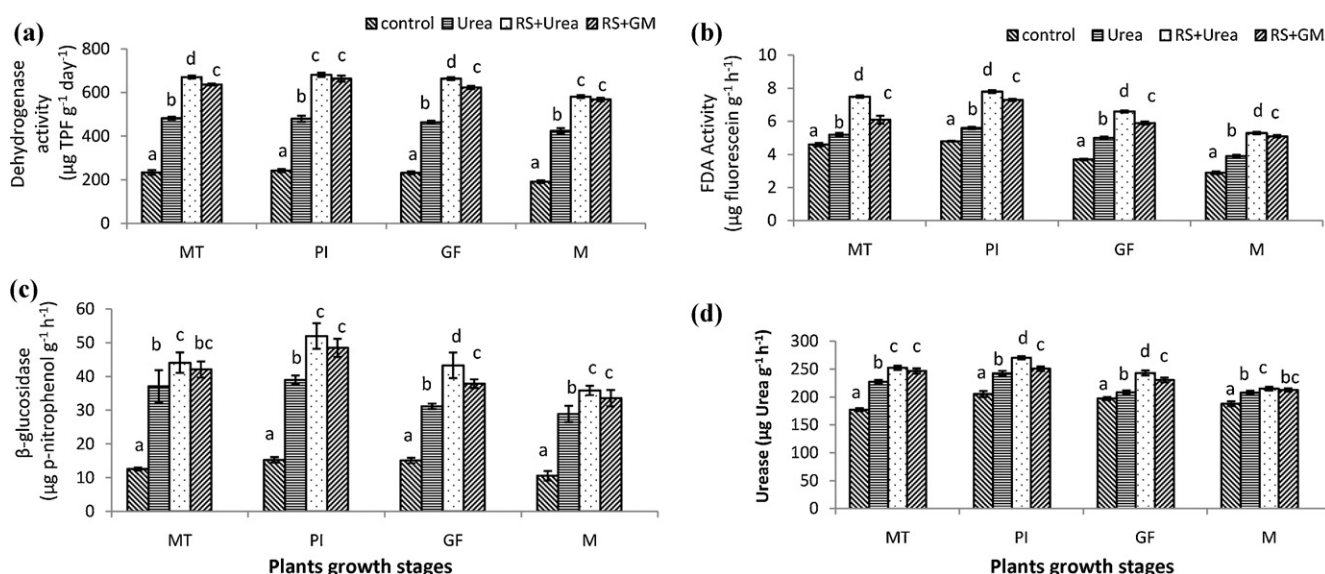 (a)
control Urea RS+Urea RS+GM
Dehydrogenase
activity
(µg TPF g⁻¹ day⁻¹)
800
600
400
200
0
a b d c
a b c c
a b d c
a b c c
MT PI GF M
(b)
control Urea RS+Urea RS+GM
FDA Activity
(µg fluorescein g⁻¹ h⁻¹)
10
8
6
4
2
0
a b d c
a b d c
a b d c
a b d c
MT PI GF M
(c)
β-glucosidase
(µg p-nitrophenol g⁻¹ h⁻¹)
60
50
40
30
20
10
0
a b c bc
a b c c
a b d c
a b c c
MT PI GF M
Plants growth stages
(d)
Urease (µg Urea g⁻¹ h⁻¹)
300
250
200
150
100
50
0
a b c c
a b d c
a b d c
a b c bc
MT PI GF M
Plants growth stages